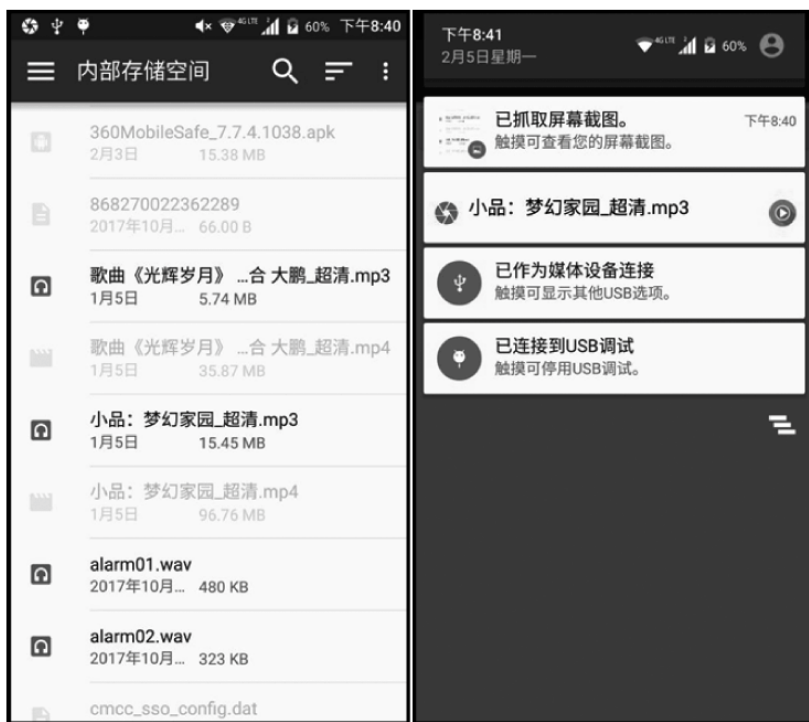 60% 下午8:40
内部存储空间
360MobileSafe_7.7.4.1038.apk
2月3日 15.38 MB
868270022362289
2017年10月... 66.00 B
歌曲《光辉岁月》 ...合 大鹏_超清.mp3
1月5日 5.74 MB
歌曲《光辉岁月》 ...合 大鹏_超清.mp4
1月5日 35.87 MB
小品：梦幻家园_超清.mp3
1月5日 15.45 MB
小品：梦幻家园_超清.mp4
1月5日 96.76 MB
alarm01.wav
2017年10月... 480 KB
alarm02.wav
2017年10月... 323 KB
cmcc_sso_config.dat
下午8:41
2月5日星期一
4G LTE 60%
已抓取屏幕截图。 下午8:40
触摸可查看您的屏幕截图。
小品：梦幻家园_超清.mp3
已作为媒体设备连接
触摸可显示其他USB选项。
已连接到USB调试
触摸可停用USB调试。